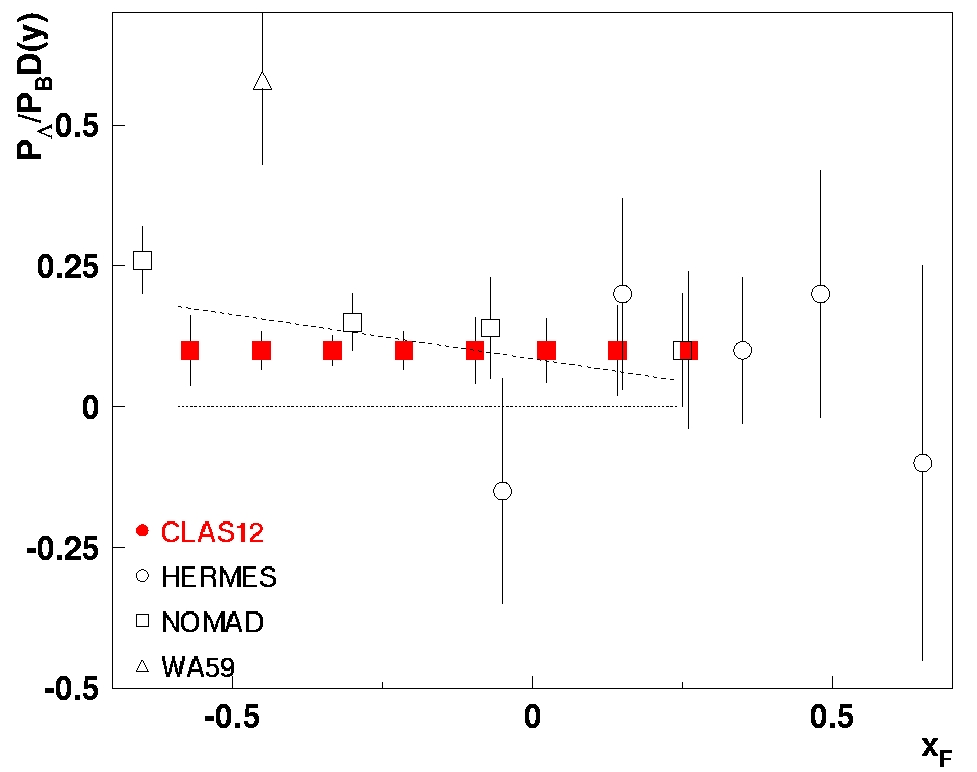 P_Λ/P_B D(y)
0.5
0.25
0
-0.25
-0.5
CLAS12
HERMES
NOMAD
WA59
-0.5 0 0.5
x_F